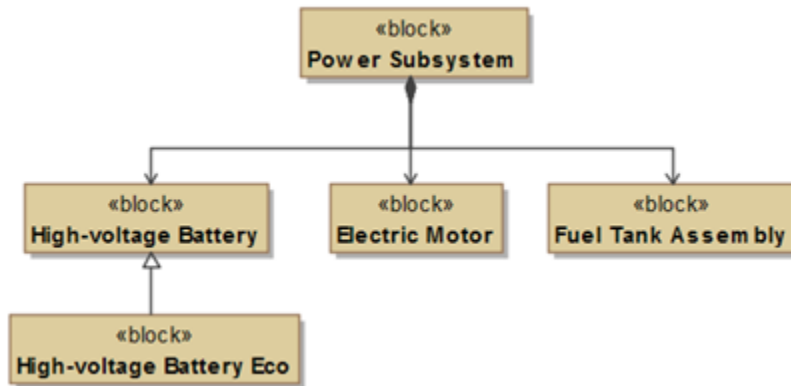 «block»
Power Subsystem
«block»
High-voltage Battery
«block»
Electric Motor
«block»
Fuel Tank Assembly
«block»
High-voltage Battery Eco